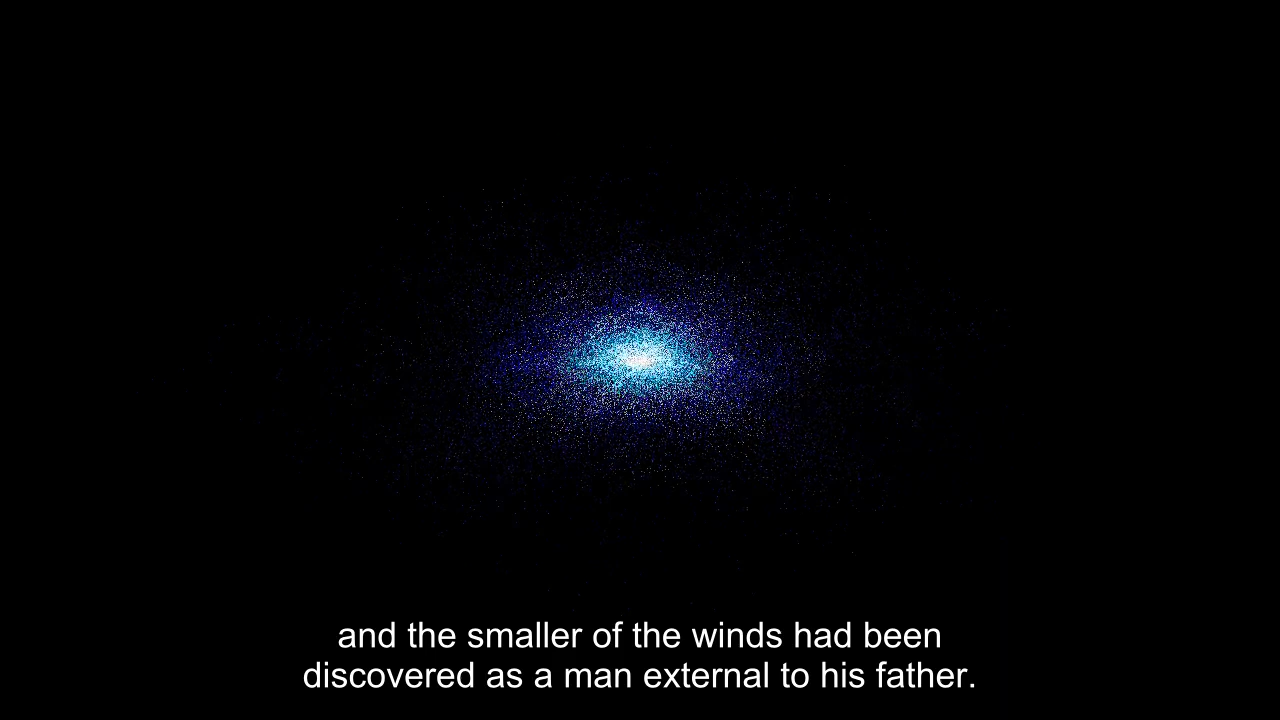 and the smaller of the winds had been
discovered as a man external to his father.